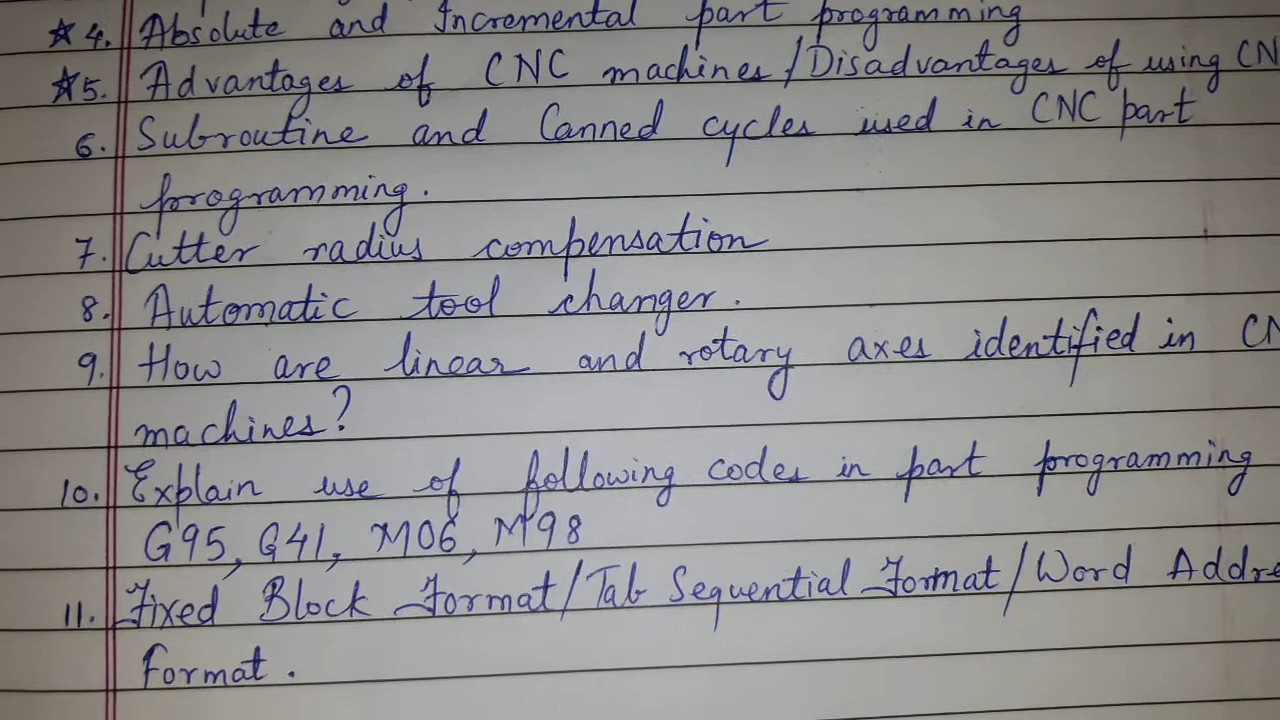 ☆ 4. Absolute and Incremental part programming
☆5. Advantages of CNC machines/Disadvantages of using CN
6. Subroutine and Canned cycles used in CNC part
programming.
7. Cutter radius compensation
8. Automatic tool changer.
9. How are linear and rotary axes identified in CN
machines?
10. Explain use of following codes in part programming
G95, G41, M06, M98
11. Fixed Block Format/Tab Sequential Format/Word Addre
format.